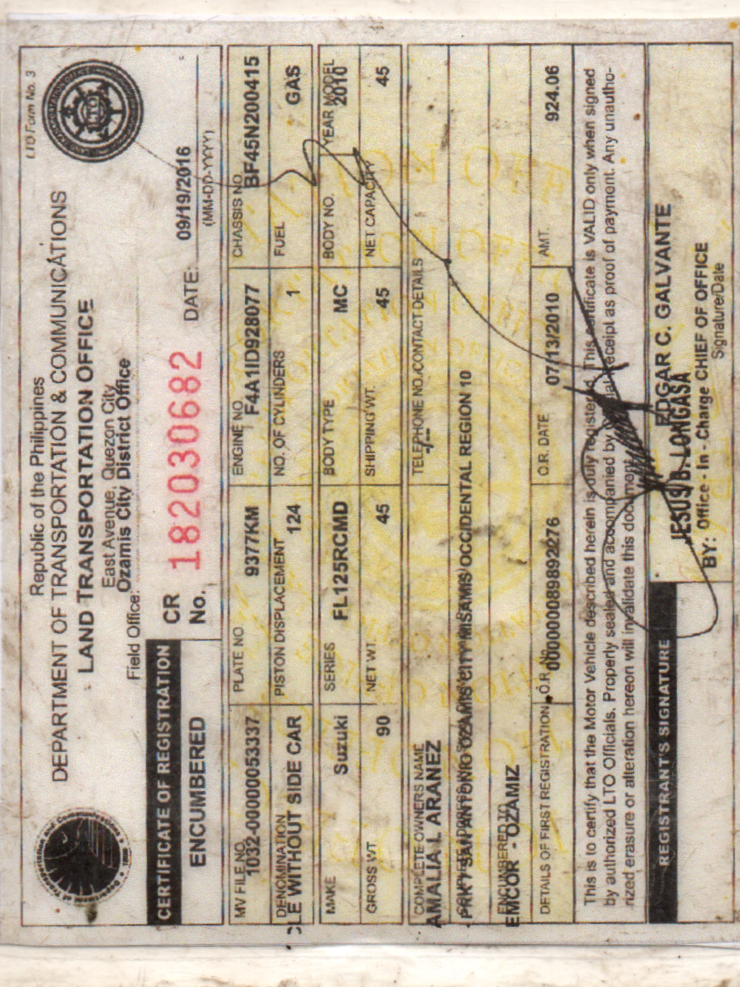 LTO Form No. 3
Republic of the Philippines
DEPARTMENT OF TRANSPORTATION & COMMUNICATIONS
LAND TRANSPORTATION OFFICE
East Avenue, Quezon City
Field Office: Ozamis City District Office
CERTIFICATE OF REGISTRATION
ENCUMBERED
CR No. 182030682
DATE: 09/19/2016
(MM-DD-YYYY)
MV FILE NO. PLATE NO. ENGINE NO. CHASSIS NO.
1032-00000053337 9377KM F4A1ID928077 BF45N200415
DENOMINATION PISTON DISPLACEMENT NO. OF CYLINDERS FUEL
CLE WITHOUT SIDE CAR 124 1 GAS
MAKE SERIES BODY TYPE BODY NO. YEAR MODEL
Suzuki FL125RCMD MC 2010
GROSS WT NET WT. SHIPPING WT. NET CAPACITY
90 45 45 45
COMPLETE OWNERS NAME TELEPHONE NO./CONTACT DETAILS
AMALIA L ARANEZ -/--
PRK 7 SAN ANTONIO OZAMIS CITY MISAMIS OCCIDENTAL REGION 10
ENCUMBERED TO
EMCOR - OZAMIZ
DETAILS OF FIRST REGISTRATION O.R. No. O.R. DATE AMT.
000000089892276 07/13/2010 924.06
This is to certify that the Motor Vehicle described herein is duly registered. This certificate is VALID only when signed
by authorized LTO Officials. Properly sealed and accompanied by receipt as proof of payment. Any unautho-
rized erasure or alteration hereon will invalidate this document.
REGISTRANT'S SIGNATURE
EDGAR C. GALVANTE
JESUS B. LONGASA
BY: Office - In - Charge CHIEF OF OFFICE
Signature/Date